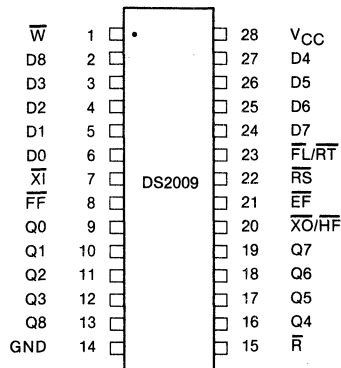 W̅ 1 28 VCC
D8 2 27 D4
D3 3 26 D5
D2 4 25 D6
D1 5 24 D7
D0 6 23 F̅L̅/R̅T̅
X̅I̅ 7 DS2009 22 R̅S̅
F̅F̅ 8 21 E̅F̅
Q0 9 20 X̅O̅/H̅F̅
Q1 10 19 Q7
Q2 11 18 Q6
Q3 12 17 Q5
Q8 13 16 Q4
GND 14 15 R̅